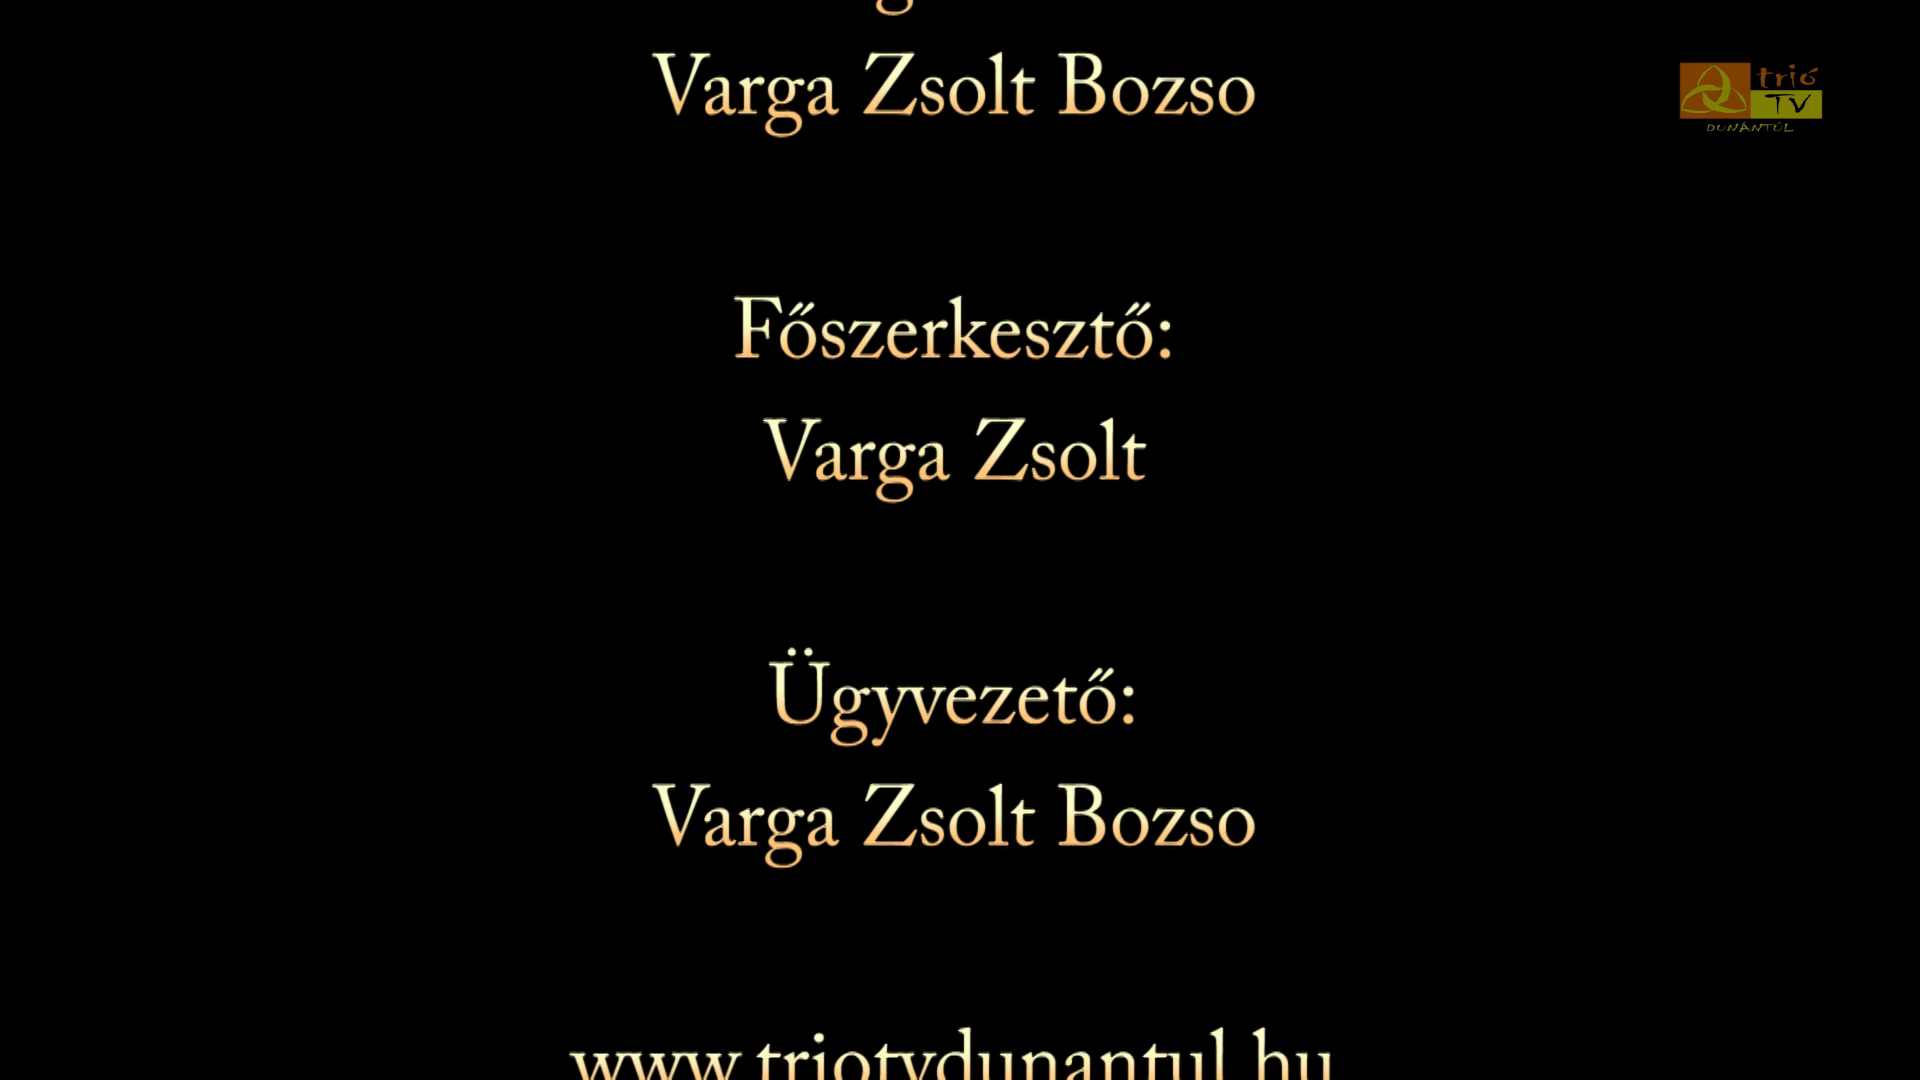 Varga Zsolt Bozso
trió
TV
DUNÁNTÚL
Főszerkesztő:
Varga Zsolt
Ügyvezető:
Varga Zsolt Bozso
www.triotvdunantul.hu